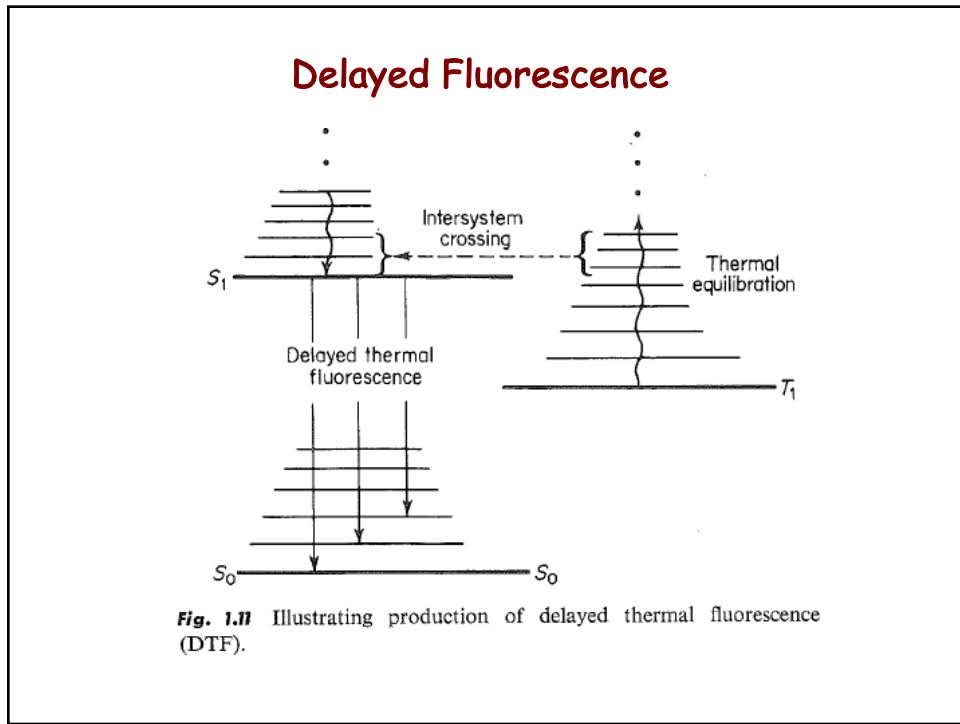 Delayed Fluorescence
Intersystem
crossing
Thermal
equilibration
S1
Delayed thermal
fluorescence
T1
S0
S0
Fig. 1.11 Illustrating production of delayed thermal fluorescence
(DTF).